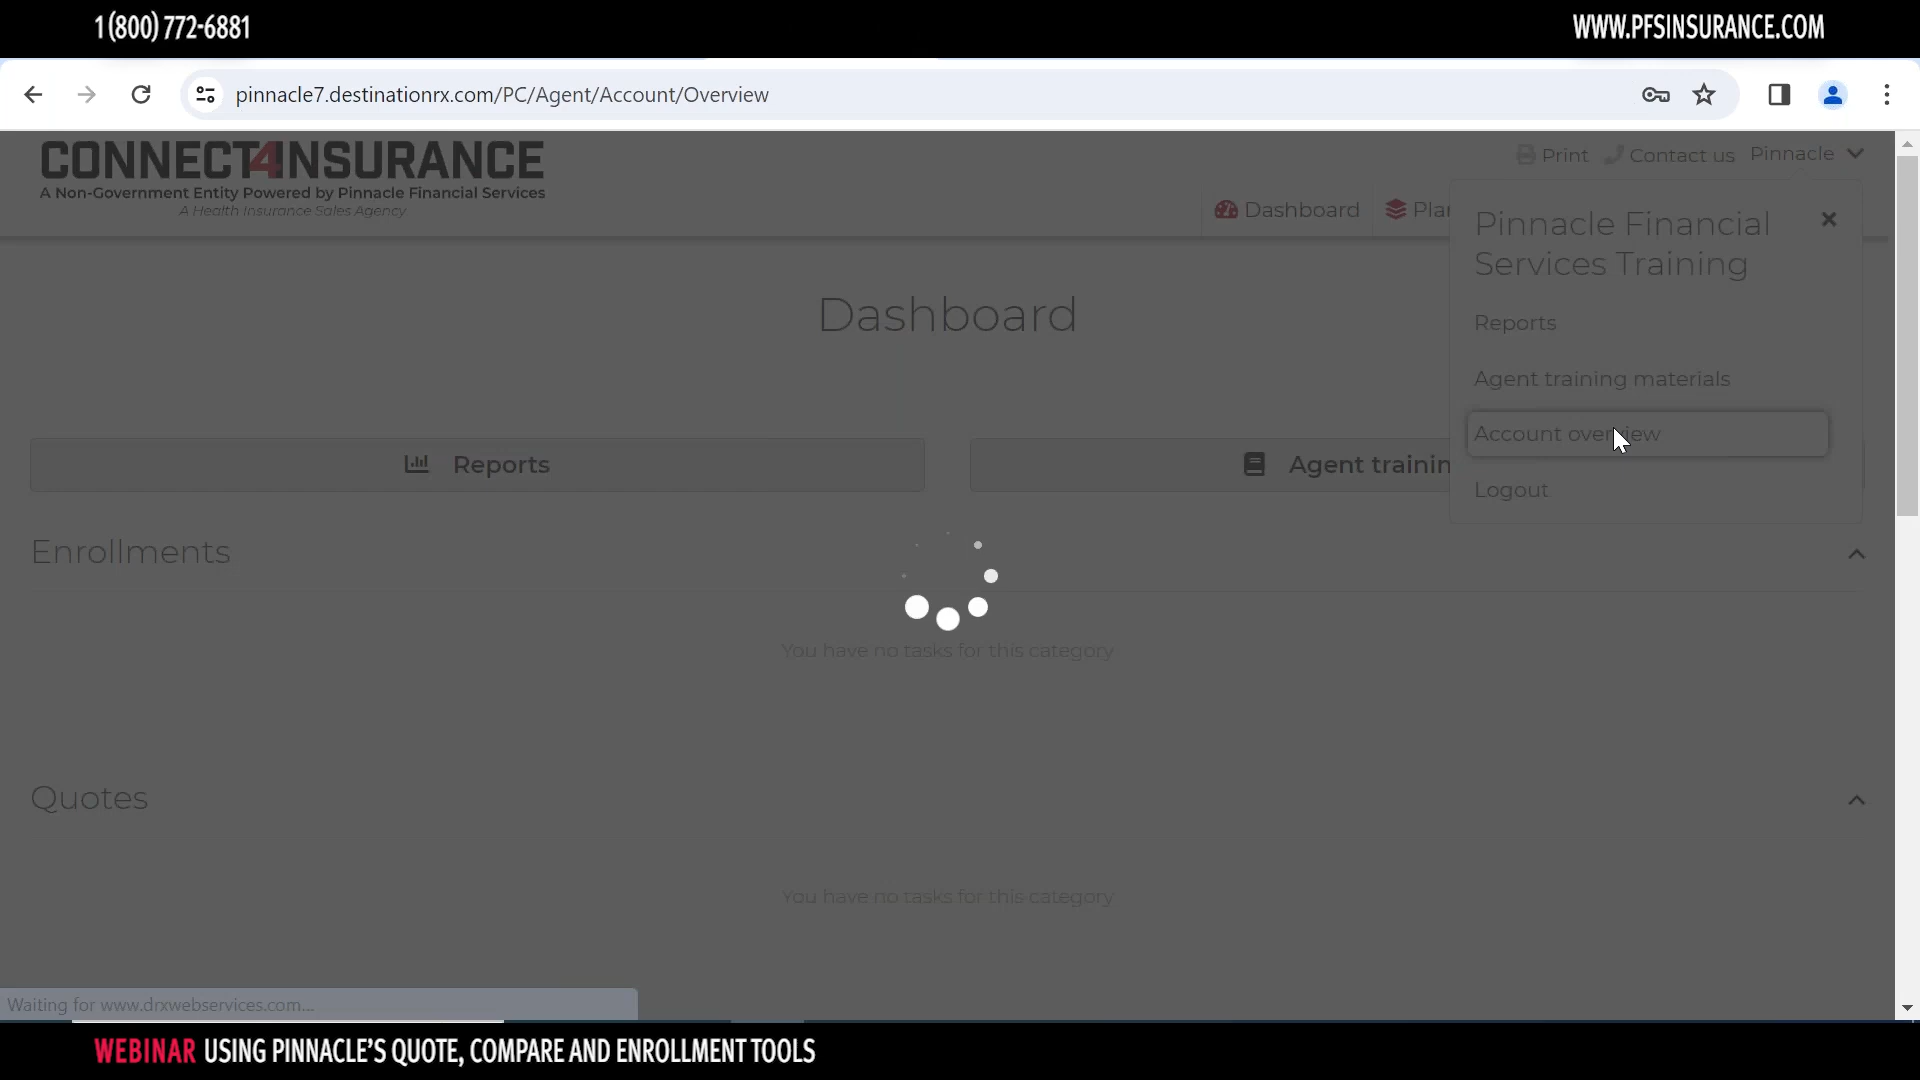 1 (800) 772-6881
WWW.PFSINSURANCE.COM
pinnacle7.destinationrx.com/PC/Agent/Account/Overview
CONNECT4INSURANCE
A Non-Government Entity Powered by Pinnacle Financial Services
A Health Insurance Sales Agency
Print Contact us Pinnacle
Dashboard
Pinnacle Financial
Services Training
Reports
Agent training materials
Account overview
Logout
Dashboard
Reports
Agent
Enrollments
You have no tasks for this category
Quotes
You have no tasks for this category
Waiting for www.drxwebservices.com...
WEBINAR USING PINNACLE'S QUOTE, COMPARE AND ENROLLMENT TOOLS